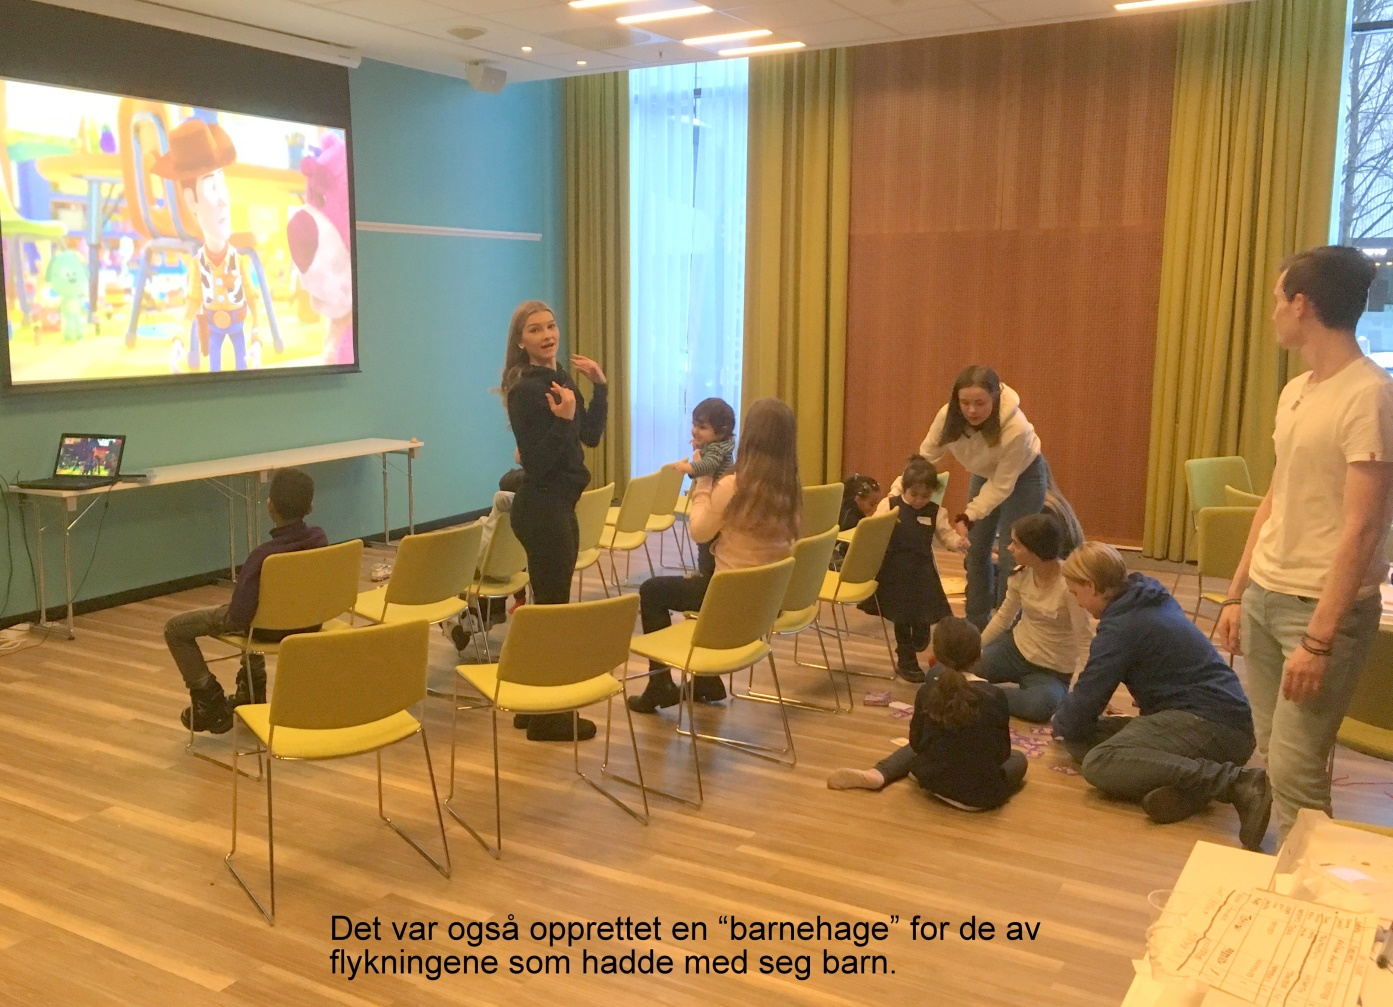 Det var også opprettet en “barnehage” for de av
flykningene som hadde med seg barn.